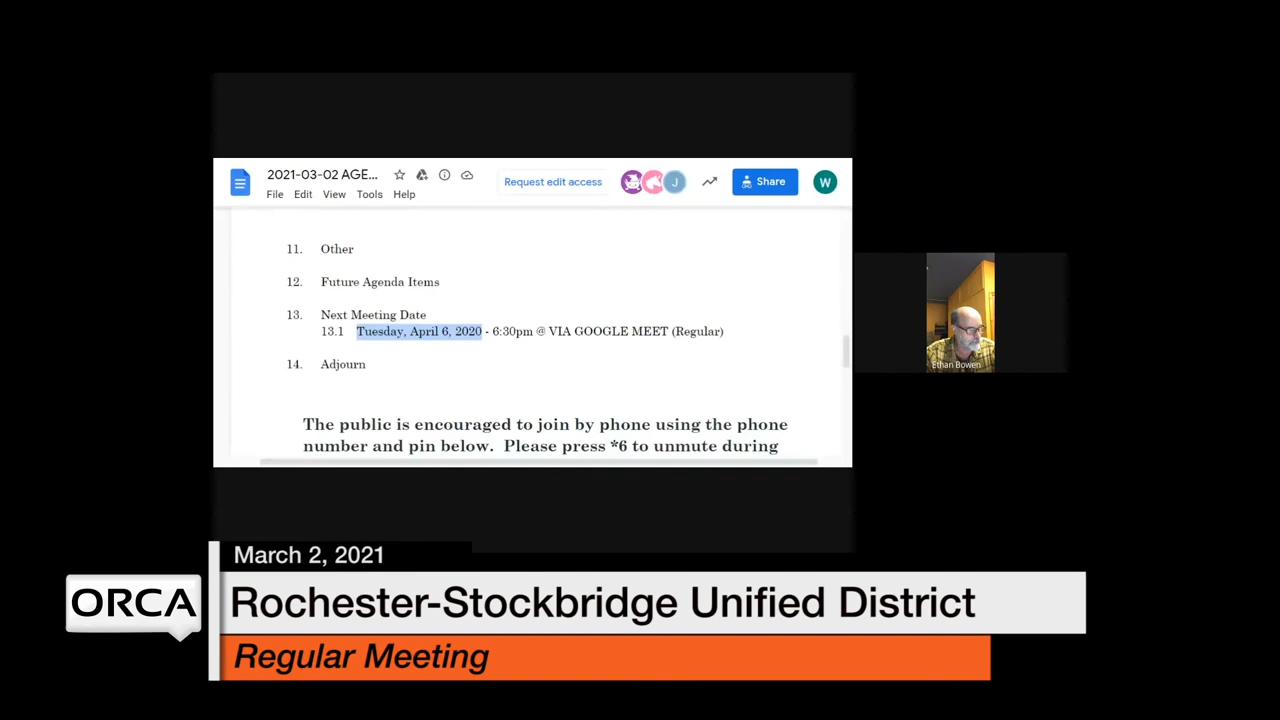 2021-03-02 AGE...
File Edit View Tools Help
Request edit access
J
Share
W
11. Other
12. Future Agenda Items
13. Next Meeting Date
13.1 Tuesday, April 6, 2020 - 6:30pm @ VIA GOOGLE MEET (Regular)
14. Adjourn
The public is encouraged to join by phone using the phone
number and pin below. Please press *6 to unmute during
Ethan Bowen
March 2, 2021
ORCA
Rochester-Stockbridge Unified District
Regular Meeting